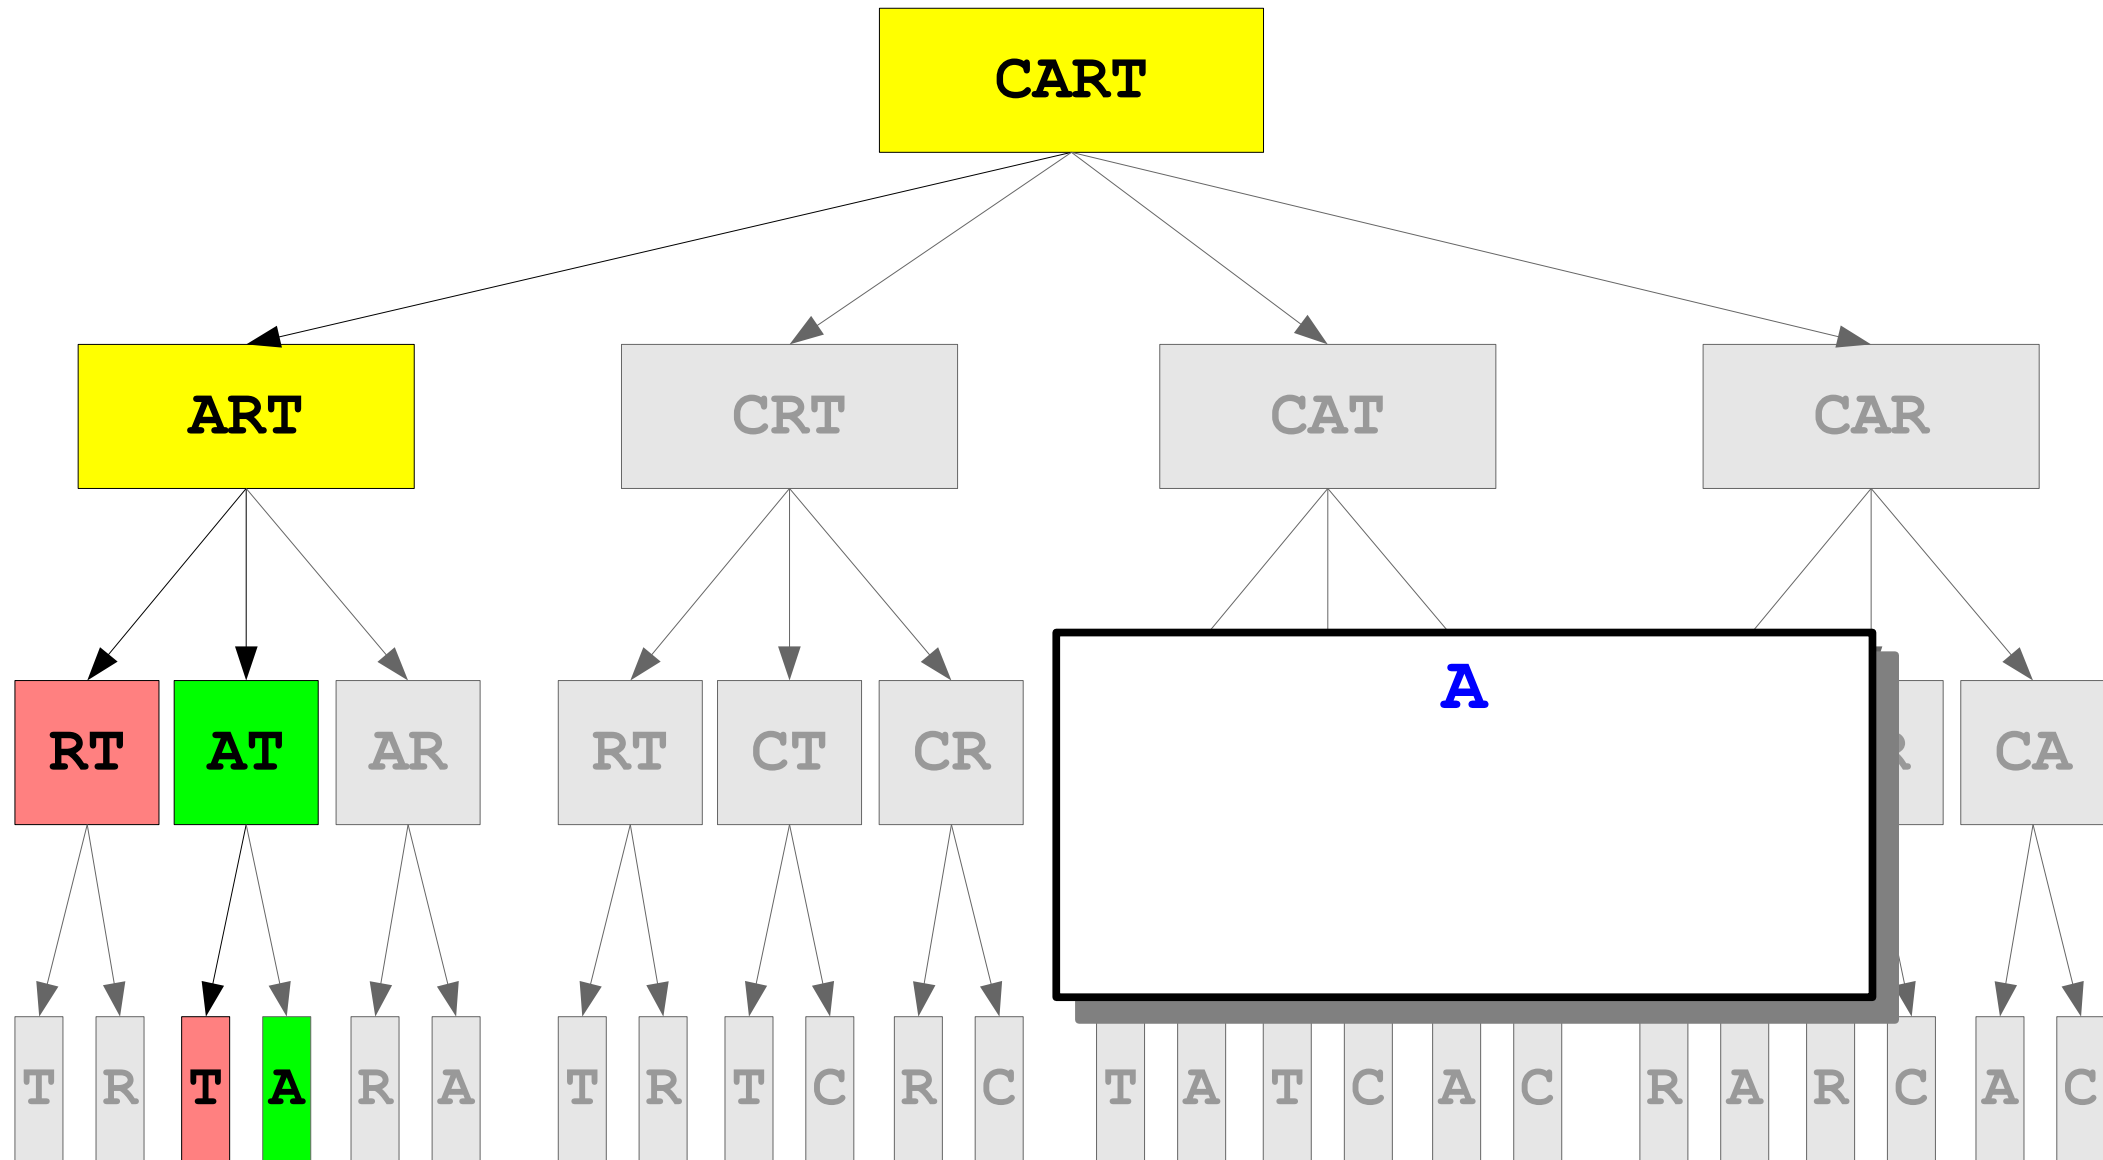 CART
ART CRT CAT CAR
A
RT AT AR RT CT CR CA
T R T A R A T R T C R C T A T C A C R A R C A C